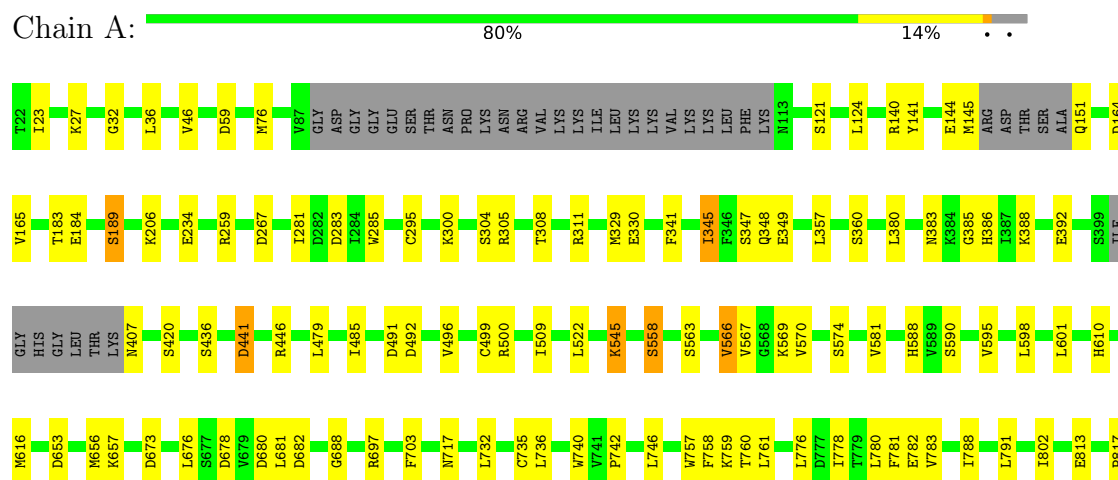 Chain A:
80% 14% • •
T22 I23 K27 G32 L36 V46 D59 M76 V87 GLY ASP GLY GLY GLU SER THR ASN PRO LYS ASN ARG VAL LYS LYS ILE LEU LYS LYS VAL LYS LYS LEU PHE LYS N113 S121 L124 R140 Y141 E144 M145 ARG ASP THR SER ALA Q151
V165 T183 E184 S189 K206 E234 R259 D267 I281 D282 D283 I284 W285 C295 K300 S304 R305 T308 R311 M329 E330 F341 I345 F346 S347 Q348 E349 L357 S360 L380 N383 K384 G385 H386 I387 K388 E392 S399
GLY HIS GLY LEU THR LYS N407 S420 S436 D441 R446 L479 I485 D491 D492 V496 C499 R500 I509 L522 K545 S558 S563 V566 V567 G568 K569 V570 S574 V581 H588 V589 S590 V595 L598 L601 H610
M616 D653 M656 K657 D673 L676 S677 D678 V679 D680 L681 D682 G688 R697 F703 N717 L732 C735 L736 W740 V741 P742 L746 W757 F758 K759 T760 L761 L776 D777 I778 T779 L780 F781 E782 V783 I788 L791 I802 E813